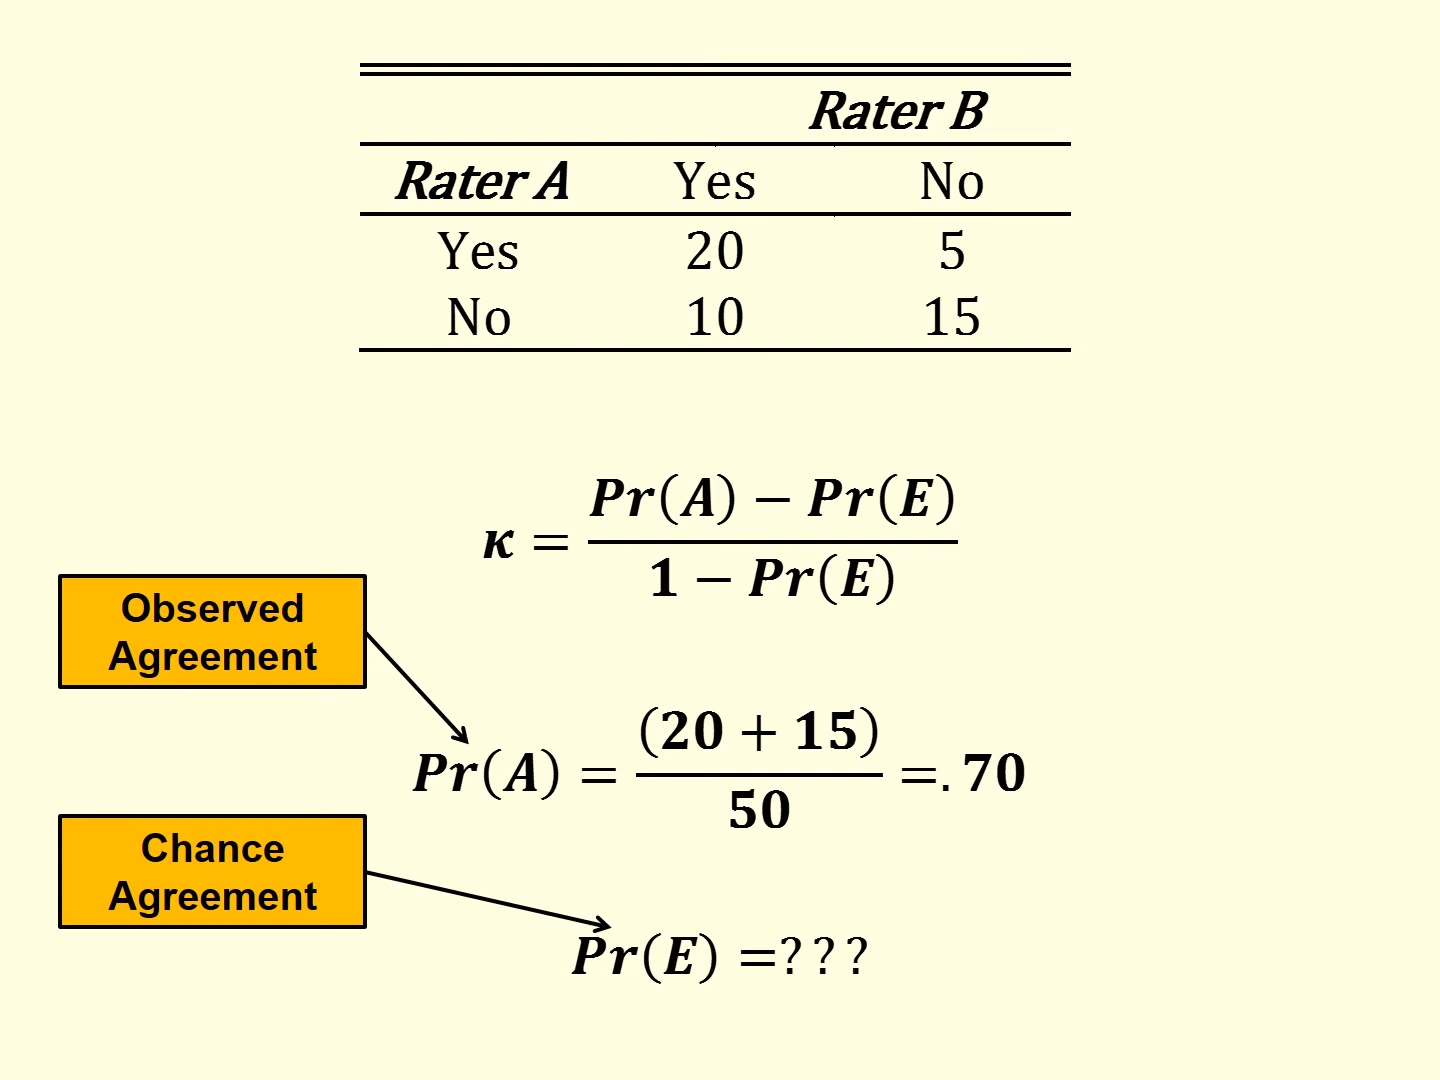 Rater B
Rater A Yes No
Yes 20 5
No 10 15
κ = Pr(A) − Pr(E) / 1 − Pr(E)
Observed
Agreement
Pr(A) = (20 + 15) / 50 =. 70
Chance
Agreement
Pr(E) =? ? ?